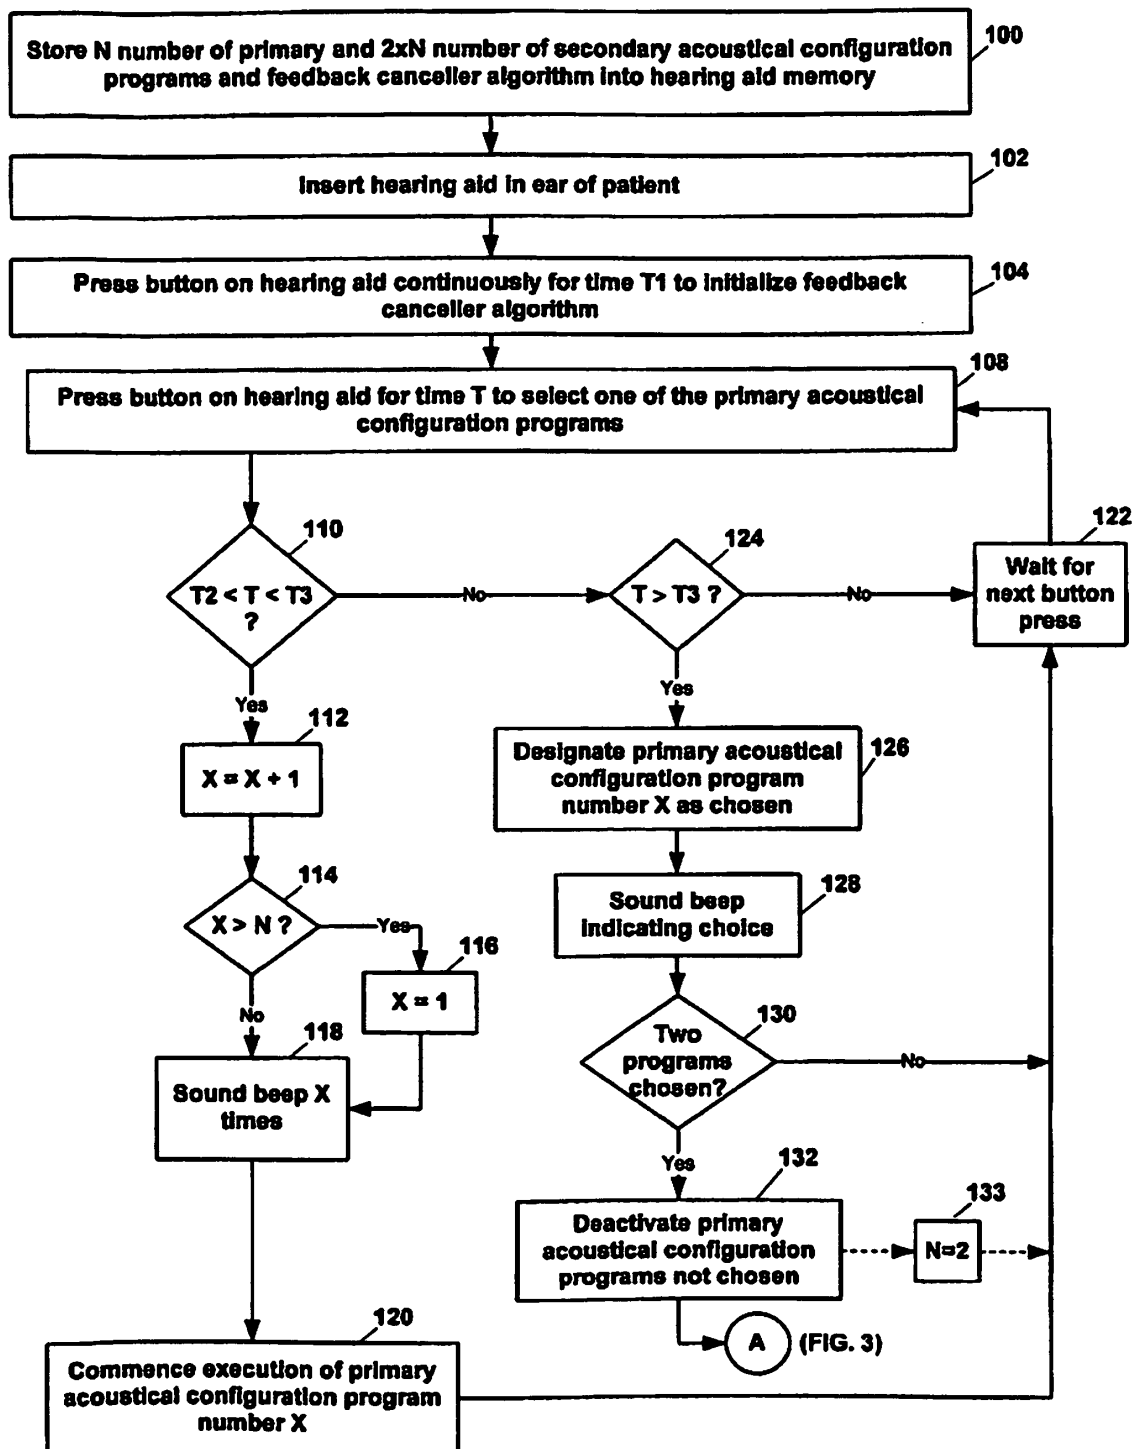 Store N number of primary and 2xN number of secondary acoustical configuration
programs and feedback canceller algorithm into hearing aid memory
100
Insert hearing aid in ear of patient
102
Press button on hearing aid continuously for time T1 to initialize feedback
canceller algorithm
104
Press button on hearing aid for time T to select one of the primary acoustical
configuration programs
108
110
T2 < T < T3
?
No
124
T > T3 ?
No
122
Wait for
next button
press
Yes
112
X = X + 1
Yes
Designate primary acoustical
configuration program
number X as chosen
126
114
X > N ?
Yes
116
X = 1
No
Sound beep
indicating choice
128
118
Sound beep X
times
130
Two
programs
chosen?
No
Yes
132
Deactivate primary
acoustical configuration
programs not chosen
133
N=2
A
(FIG. 3)
120
Commence execution of primary
acoustical configuration program
number X